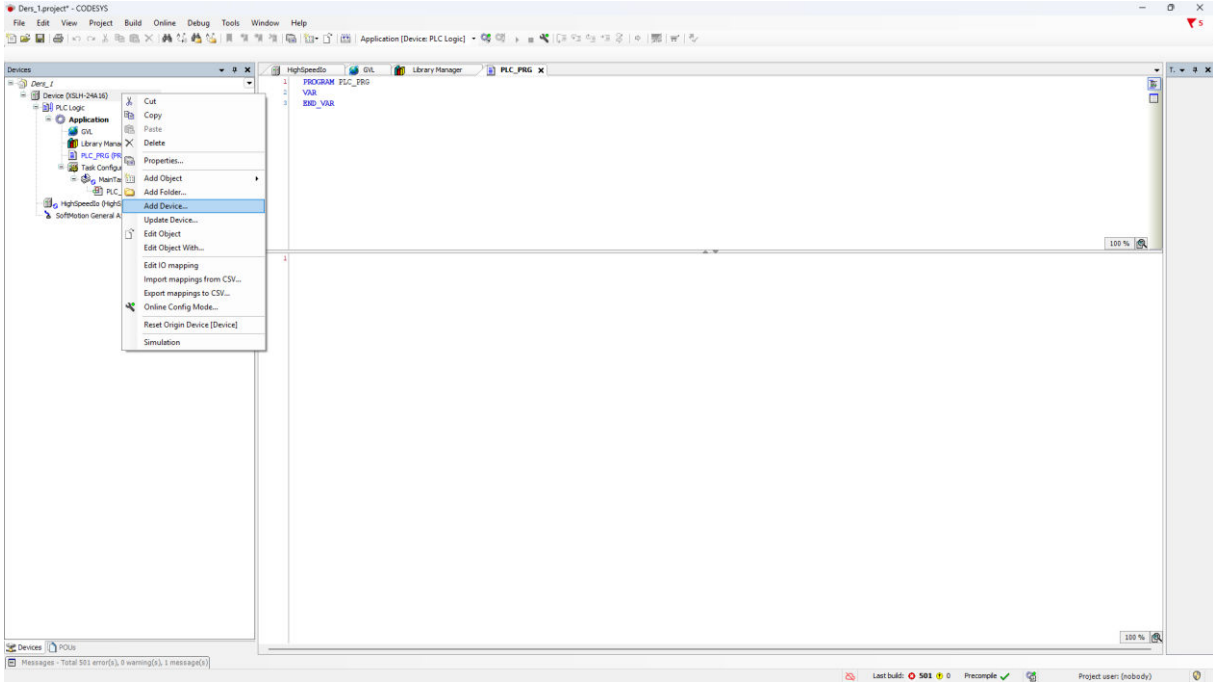 Ders_1.project* - CODESYS
File Edit View Project Build Online Debug Tools Window Help
Application [Device: PLC Logic]
5
Devices
HighSpeedIo GVL Library Manager PLC_PRG
Ders_1
Device (XSLH-24A16)
PLC Logic
Application
GVL
Library Mana
PLC_PRG (PR
Task Configu
MainTa
PLC_
HighSpeedIo (HighS
SoftMotion General A
Cut
Copy
Paste
Delete
Properties...
Add Object
Add Folder...
Add Device...
Update Device...
Edit Object
Edit Object With...
Edit IO mapping
Import mappings from CSV...
Export mappings to CSV...
Online Config Mode...
Reset Origin Device [Device]
Simulation
1 PROGRAM PLC_PRG
2 VAR
3 END_VAR
100 %
1
100 %
T.
Devices POUs
Messages - Total 501 error(s), 0 warning(s), 1 message(s)
Last build: 501 0 Precompile Project user: (nobody)